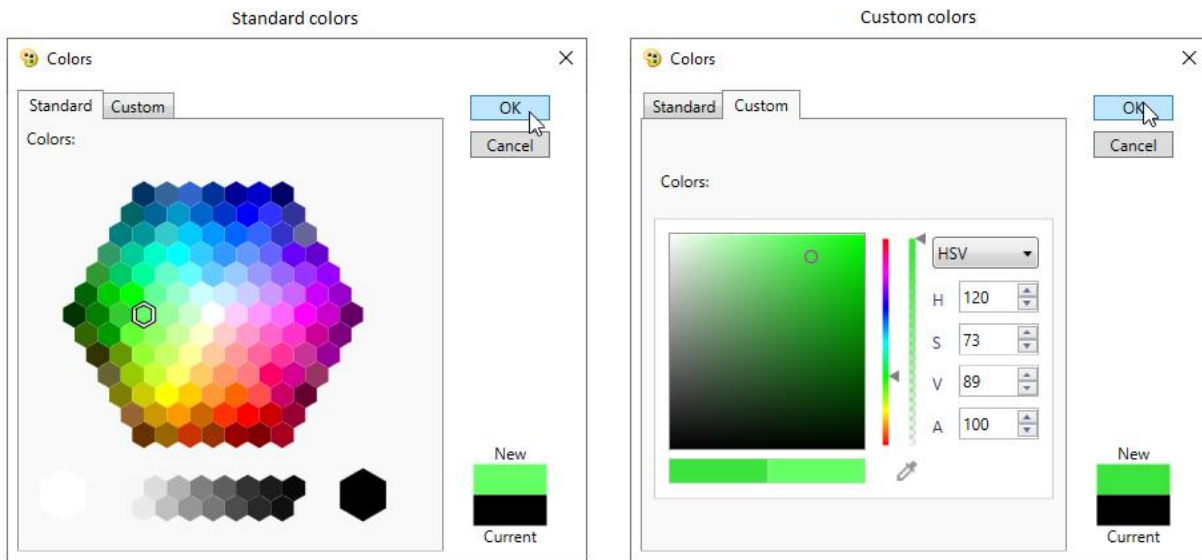 Standard colors
Colors
Standard Custom
OK
Cancel
Colors:
New
Current
Custom colors
Colors
Standard Custom
OK
Cancel
Colors:
HSV
H 120
S 73
V 89
A 100
New
Current